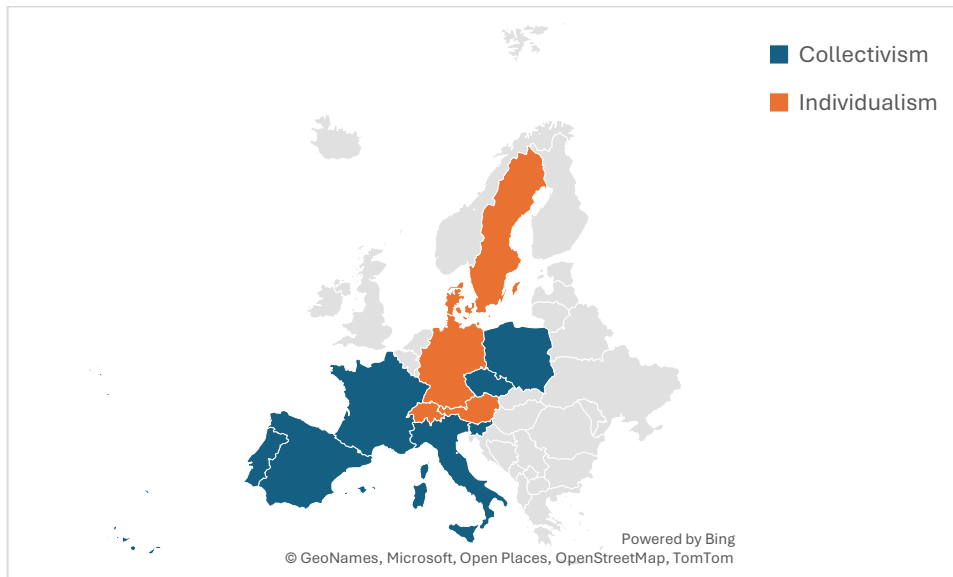 Collectivism
Individualism
Powered by Bing
© GeoNames, Microsoft, Open Places, OpenStreetMap, TomTom